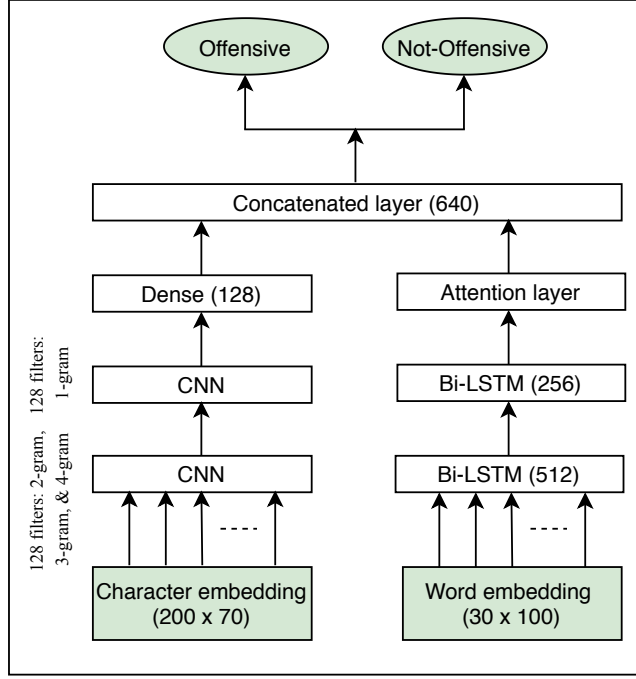 Offensive
Not-Offensive
Concatenated layer (640)
Dense (128)
Attention layer
128 filters:
1-gram
CNN
Bi-LSTM (256)
128 filters: 2-gram,
3-gram, & 4-gram
CNN
Bi-LSTM (512)
Character embedding
(200 x 70)
Word embedding
(30 x 100)